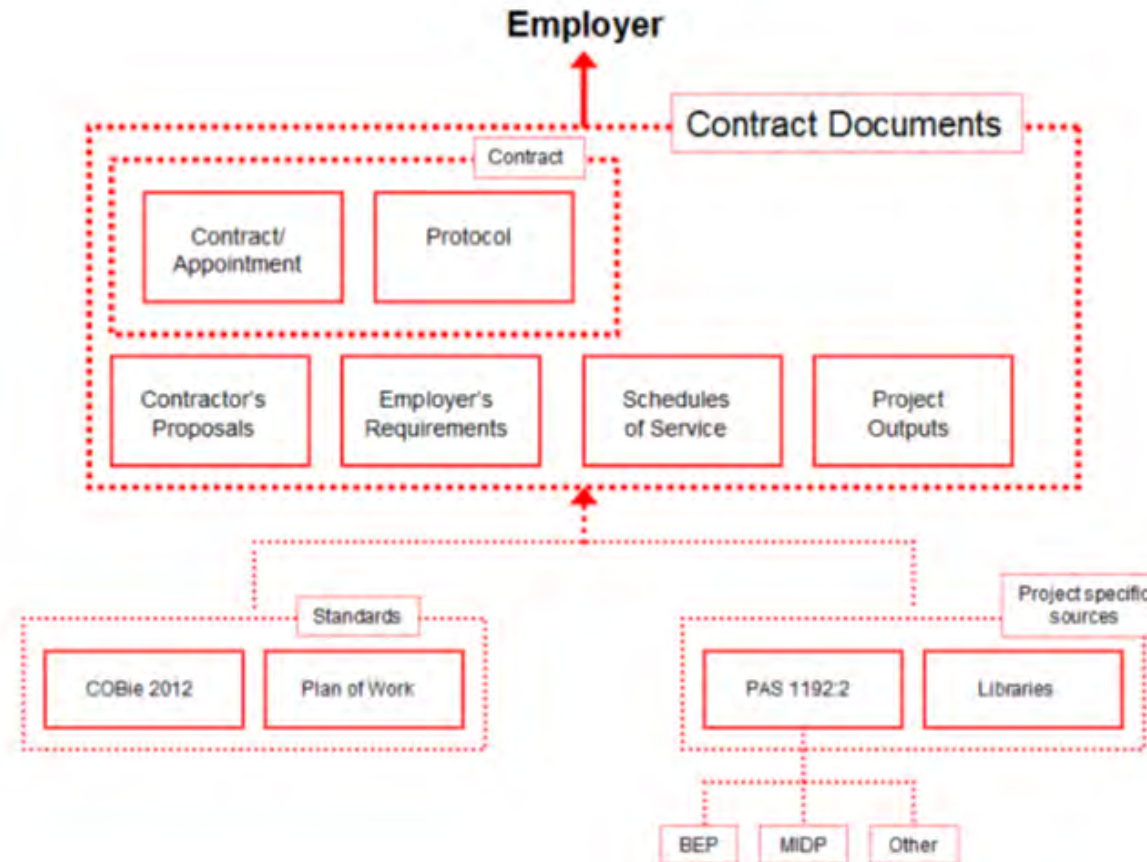 Employer
Contract Documents
Contract
Contract/
Appointment
Protocol
Contractor's
Proposals
Employer's
Requirements
Schedules
of Service
Project
Outputs
Standards
Project specific
sources
COBie 2012
Plan of Work
PAS 1192:2
Libraries
BEP
MIDP
Other